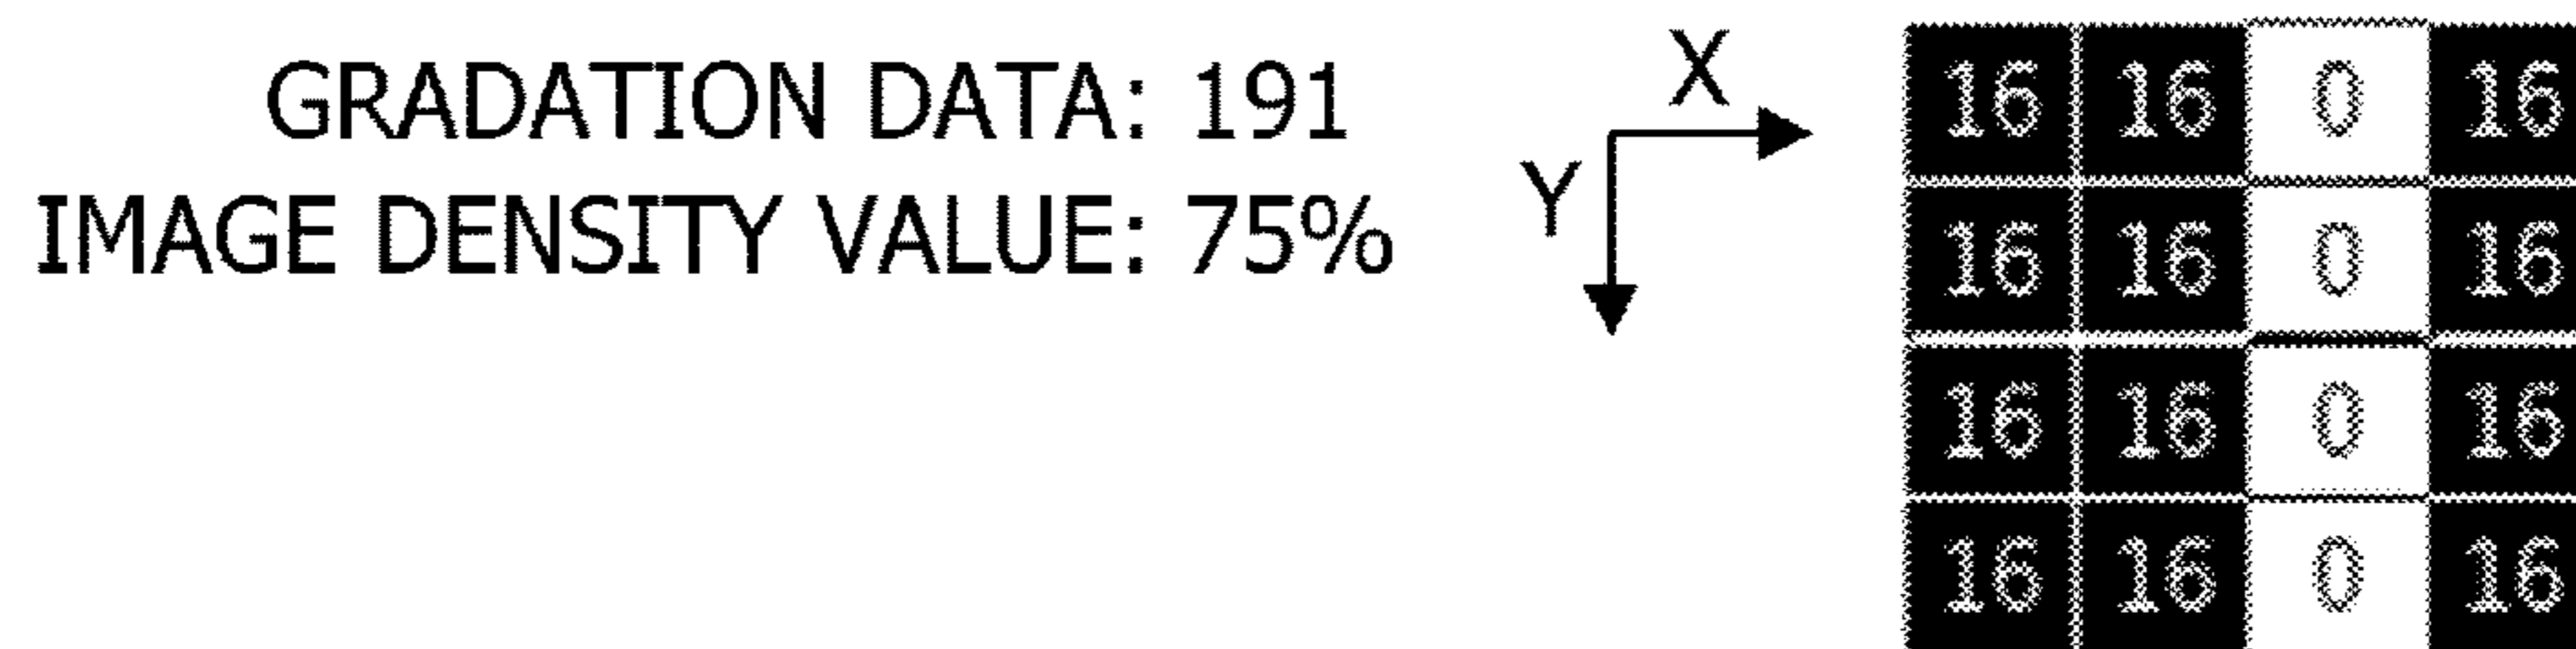 GRADATION DATA: 191
IMAGE DENSITY VALUE: 75%
X
Y
16 16 0 16
16 16 0 16
16 16 0 16
16 16 0 16